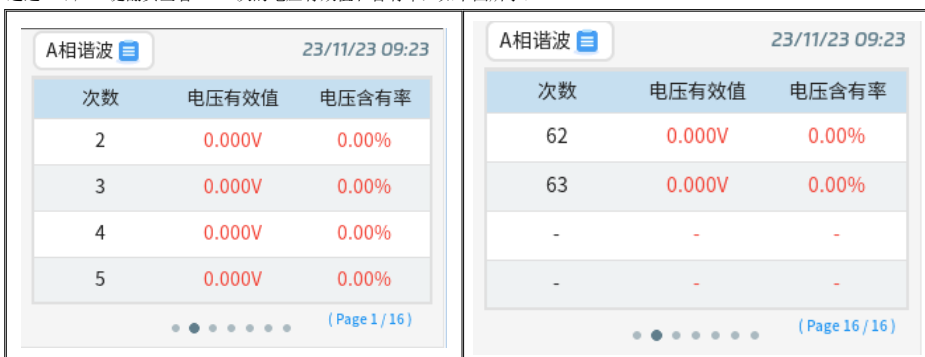 A相谐波 23/11/23 09:23
次数 电压有效值 电压含有率
2 0.000V 0.00%
3 0.000V 0.00%
4 0.000V 0.00%
5 0.000V 0.00%
( Page 1 / 16 )
A相谐波 23/11/23 09:23
次数 电压有效值 电压含有率
62 0.000V 0.00%
63 0.000V 0.00%
- - -
- - -
( Page 16 / 16 )